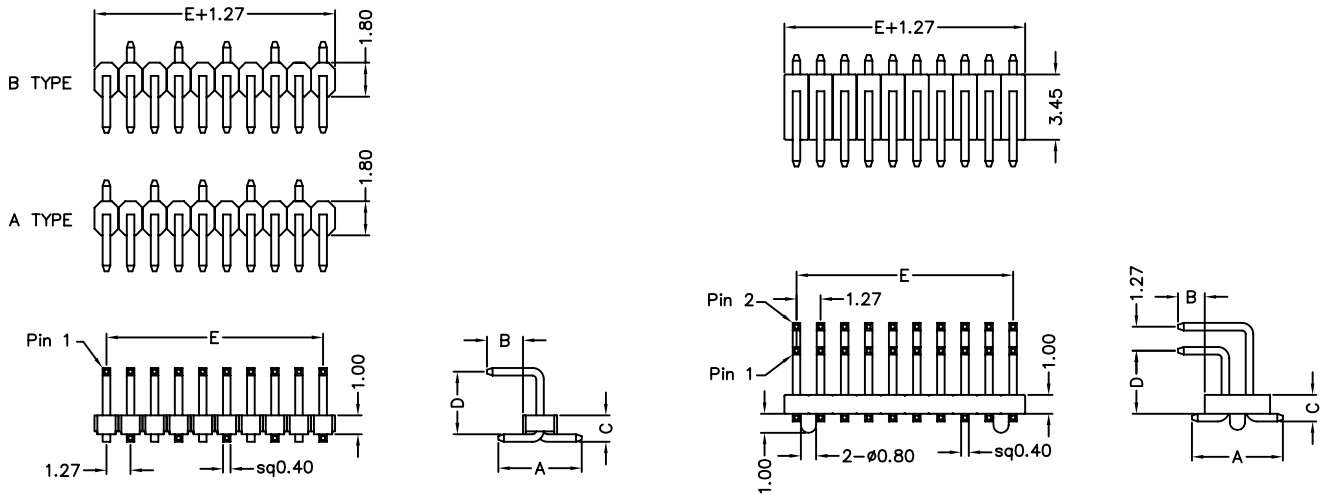 E+1.27
1.80
B TYPE
1.80
A TYPE
E+1.27
3.45
Pin 1
E
1.00
1.27
sq0.40
B
D
C
A
E
Pin 2
1.27
Pin 1
1.00
1.00
2-ø0.80
sq0.40
1.27
B
D
C
A